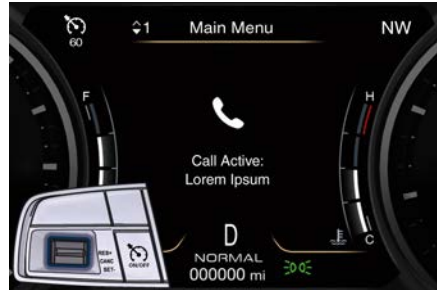 1 Main Menu NW
60
F H
Call Active:
Lorem Ipsum
D C
NORMAL
000000 mi
RES+
CANC
SET-
ON/OFF